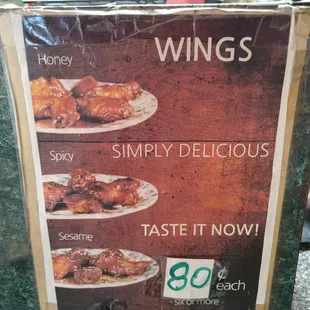 WINGS
Honey
SIMPLY DELICIOUS
Spicy
TASTE IT NOW!
Sesame
80 ¢
each
six or more